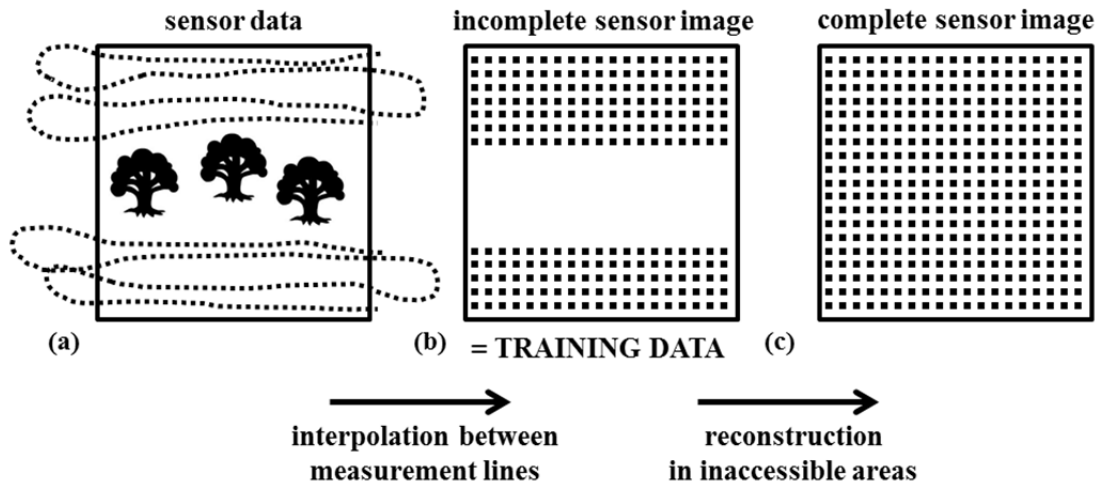 sensor data
incomplete sensor image
complete sensor image
(a)
(b)
= TRAINING DATA
(c)
interpolation between
measurement lines
reconstruction
in inaccessible areas